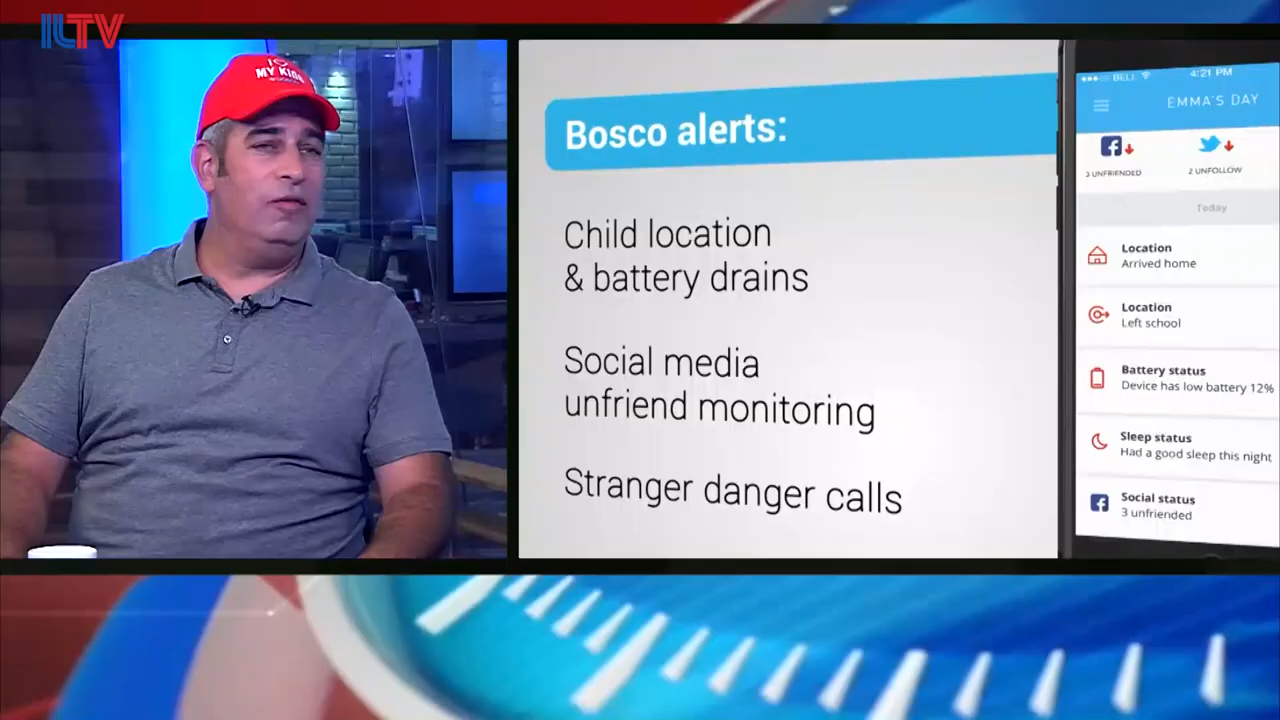 ILTV
I
MY KIDS
Bosco alerts:
Child location
& battery drains
Social media
unfriend monitoring
Stranger danger calls
BELL 4:21 PM
EMMA'S DAY
3 UNFRIENDED 2 UNFOLLOW
Today
Location
Arrived home
Location
Left school
Battery status
Device has low battery 12%
Sleep status
Had a good sleep this night
Social status
3 unfriended